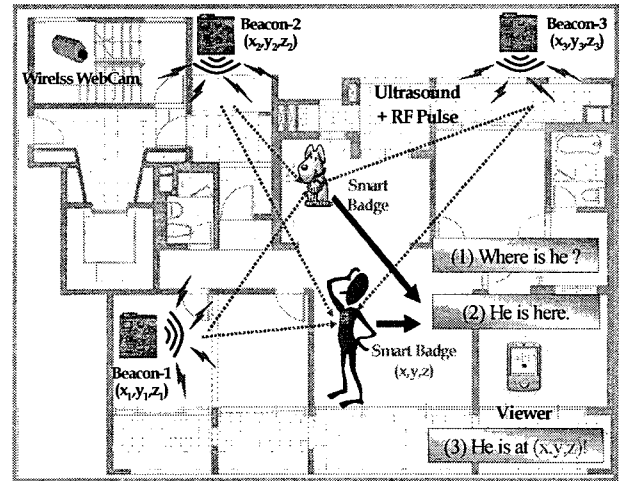 Beacon-2
(x₂,y₂,z₂)
Beacon-3
(x₃,y₃,z₃)
Wirelss WebCam
Ultrasound
+ RF Pulse
Smart
Badge
(1) Where is he ?
(2) He is here.
Smart Badge
(x,y,z)
Beacon-1
(x₁,y₁,z₁)
Viewer
(3) He is at (x.y,z)!